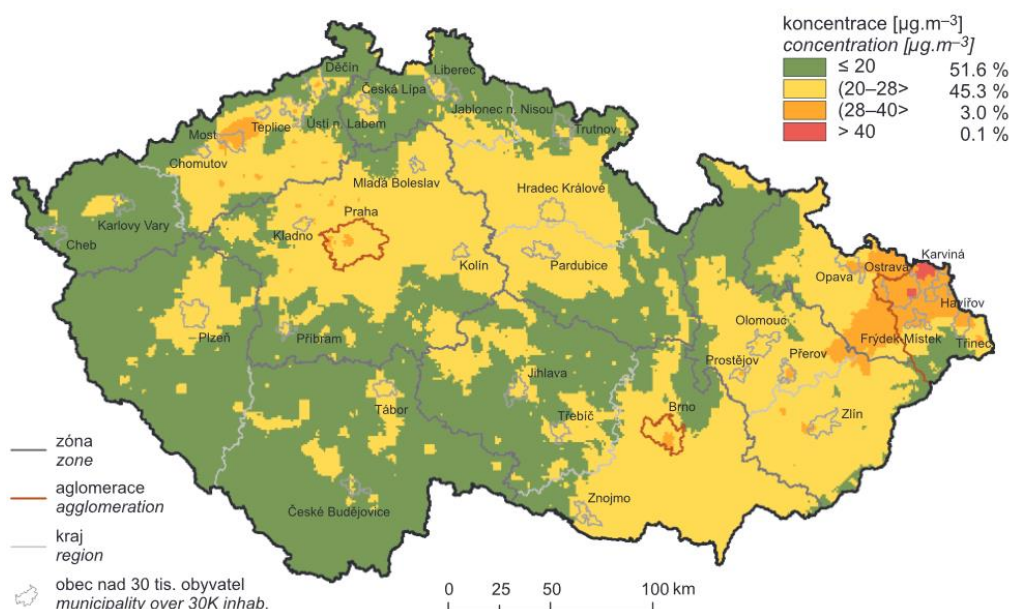 koncentrace [µg.m⁻³]
concentration [µg.m⁻³]
≤ 20 51.6 %
(20–28> 45.3 %
(28–40> 3.0 %
> 40 0.1 %
Děčín
Liberec
Česká Lípa
Teplice
Ústí n. Labem
Jablonec n. Nisou
Most
Trutnov
Chomutov
Mladá Boleslav
Hradec Králové
Karlovy Vary
Praha
Cheb
Kladno
Kolín
Pardubice
Karviná
Ostrava
Opava
Havířov
Plzeň
Příbram
Olomouc
Frýdek Místek
Třinec
Prostějov
Přerov
Jihlava
Tábor
Třebíč
Brno
Zlín
Znojmo
České Budějovice
zóna
zone
aglomerace
agglomeration
kraj
region
obec nad 30 tis. obyvatel
municipality over 30K inhab.
0 25 50 100 km